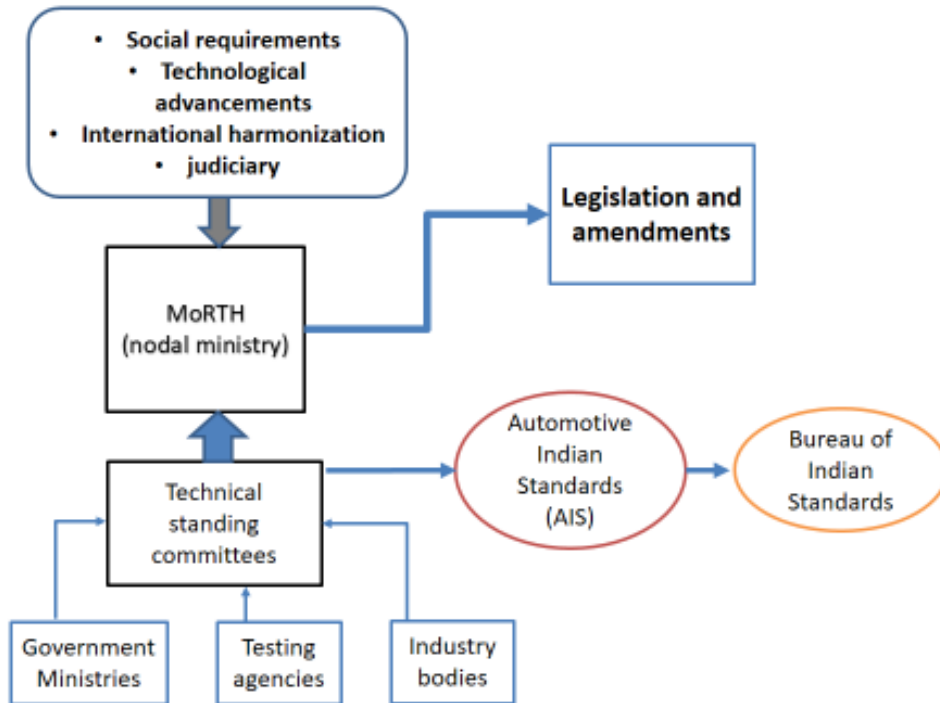 • Social requirements
• Technological
advancements
• International harmonization
• judiciary
Legislation and
amendments
MoRTH
(nodal ministry)
Automotive
Indian
Standards
(AIS)
Bureau of
Indian
Standards
Technical
standing
committees
Government
Ministries
Testing
agencies
Industry
bodies